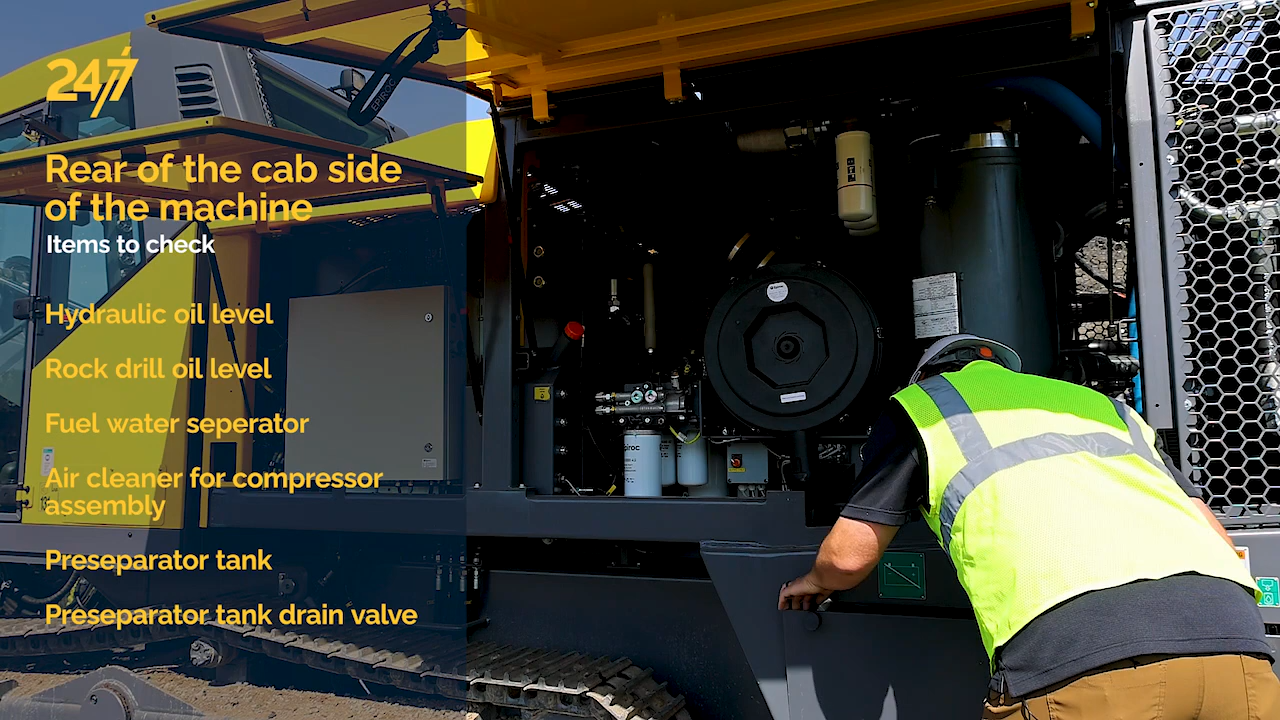 24/7
Rear of the cab side
of the machine
Items to check
Hydraulic oil level
Rock drill oil level
Fuel water seperator
Air cleaner for compressor
assembly
Preseparator tank
Preseparator tank drain valve
EPIROC